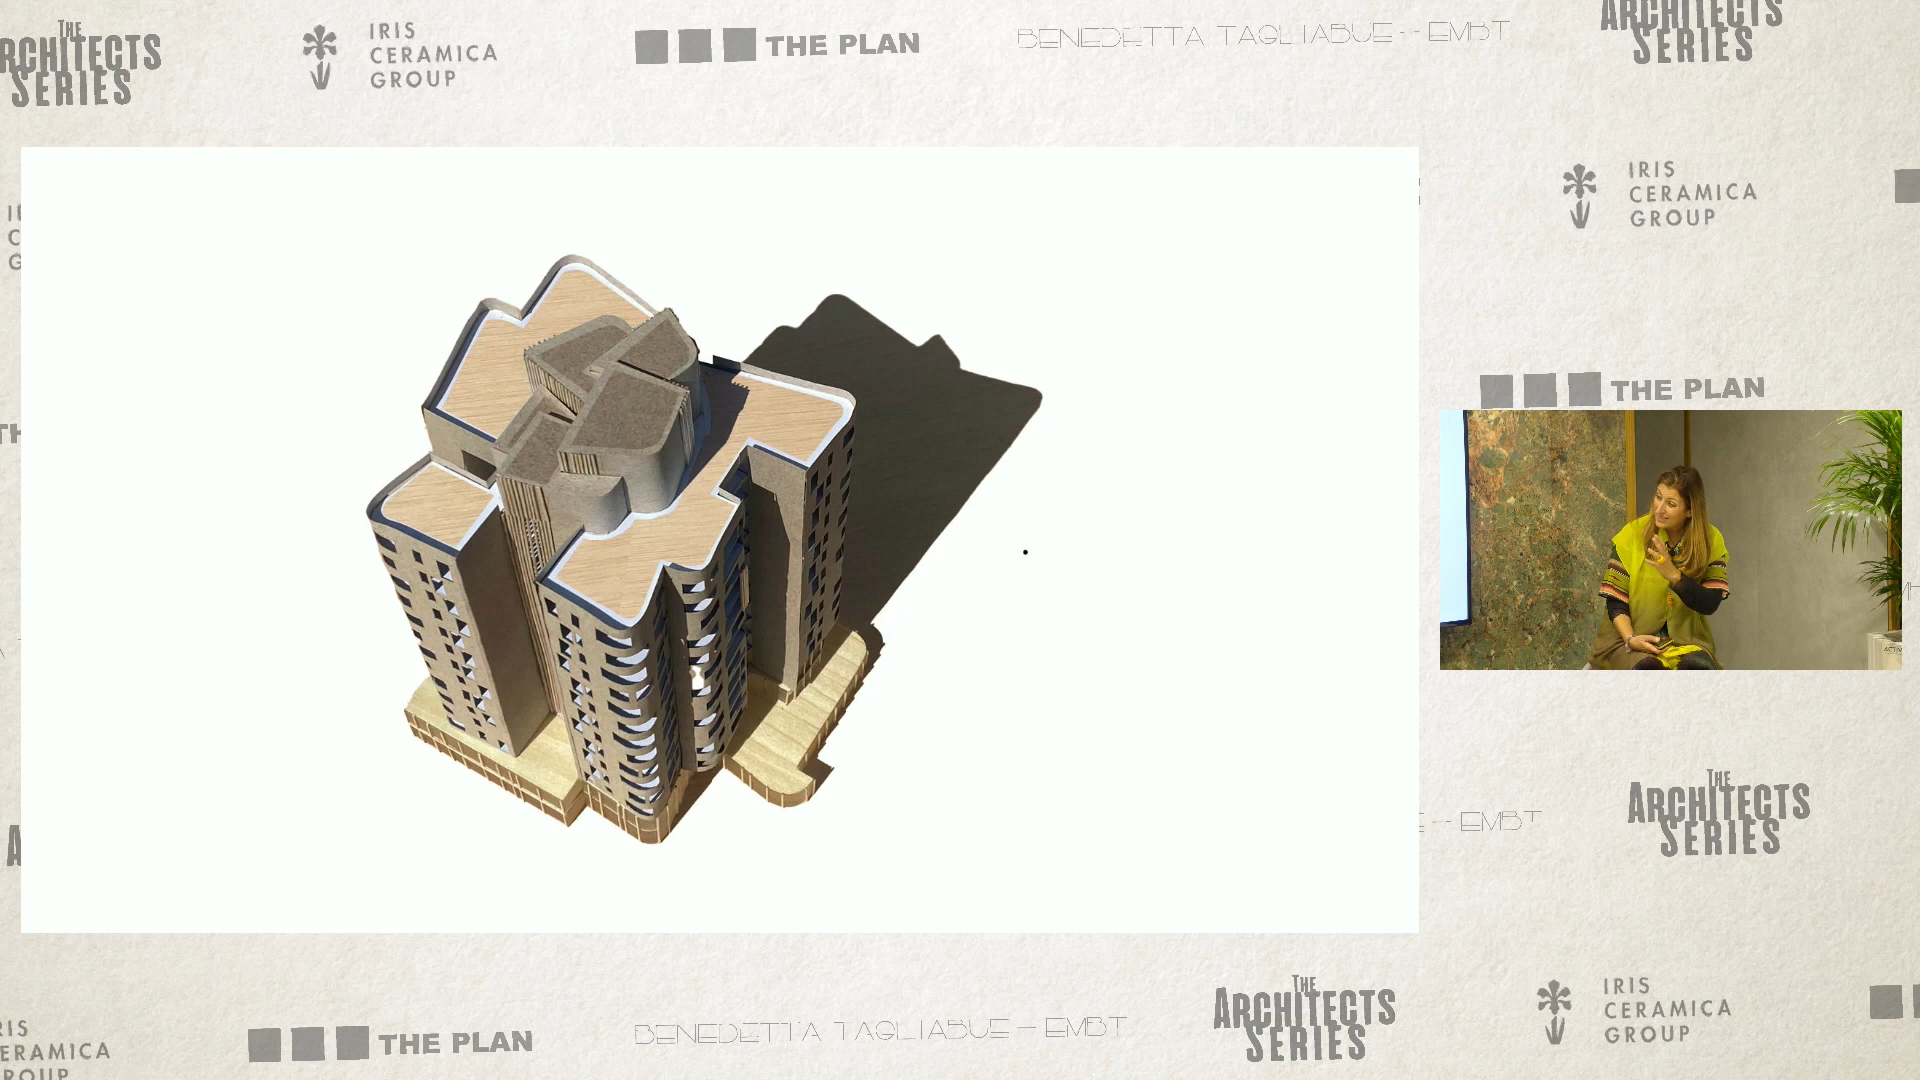 THE
ARCHITECTS
SERIES
IRIS
CERAMICA
GROUP
THE PLAN
BENEDETTA TAGLIABUE -- EMBT
ARCHITECTS
SERIES
IRIS
CERAMICA
GROUP
THE PLAN
-- EMBT
THE
ARCHITECTS
SERIES
IRIS
ERAMICA
ROUP
THE PLAN
BENEDETTA TAGLIABUE -- EMBT
THE
ARCHITECTS
SERIES
IRIS
CERAMICA
GROUP